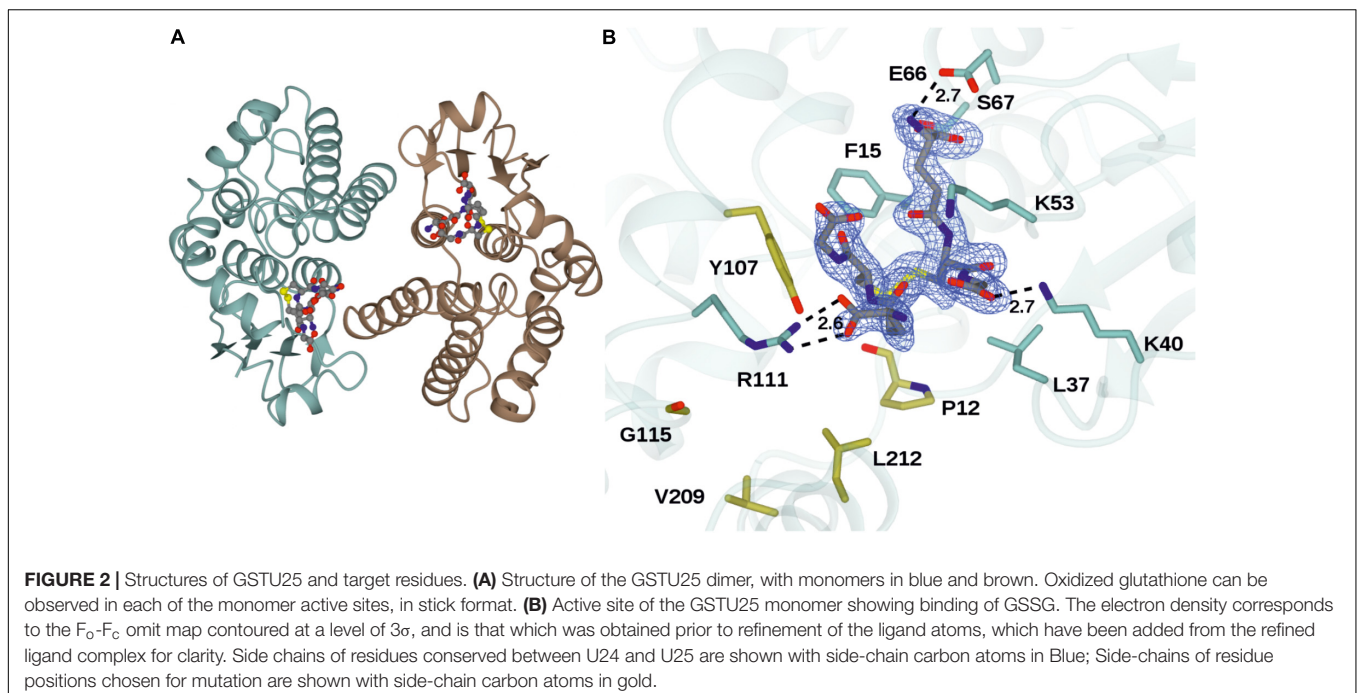 A
B
E66
2.7
S67
F15
K53
Y107
2.7
2.6
K40
R111
L37
P12
G115
L212
V209
FIGURE 2 | Structures of GSTU25 and target residues. (A) Structure of the GSTU25 dimer, with monomers in blue and brown. Oxidized glutathione can be
observed in each of the monomer active sites, in stick format. (B) Active site of the GSTU25 monomer showing binding of GSSG. The electron density corresponds
to the Fo-Fc omit map contoured at a level of 3σ, and is that which was obtained prior to refinement of the ligand atoms, which have been added from the refined
ligand complex for clarity. Side chains of residues conserved between U24 and U25 are shown with side-chain carbon atoms in Blue; Side-chains of residue
positions chosen for mutation are shown with side-chain carbon atoms in gold.